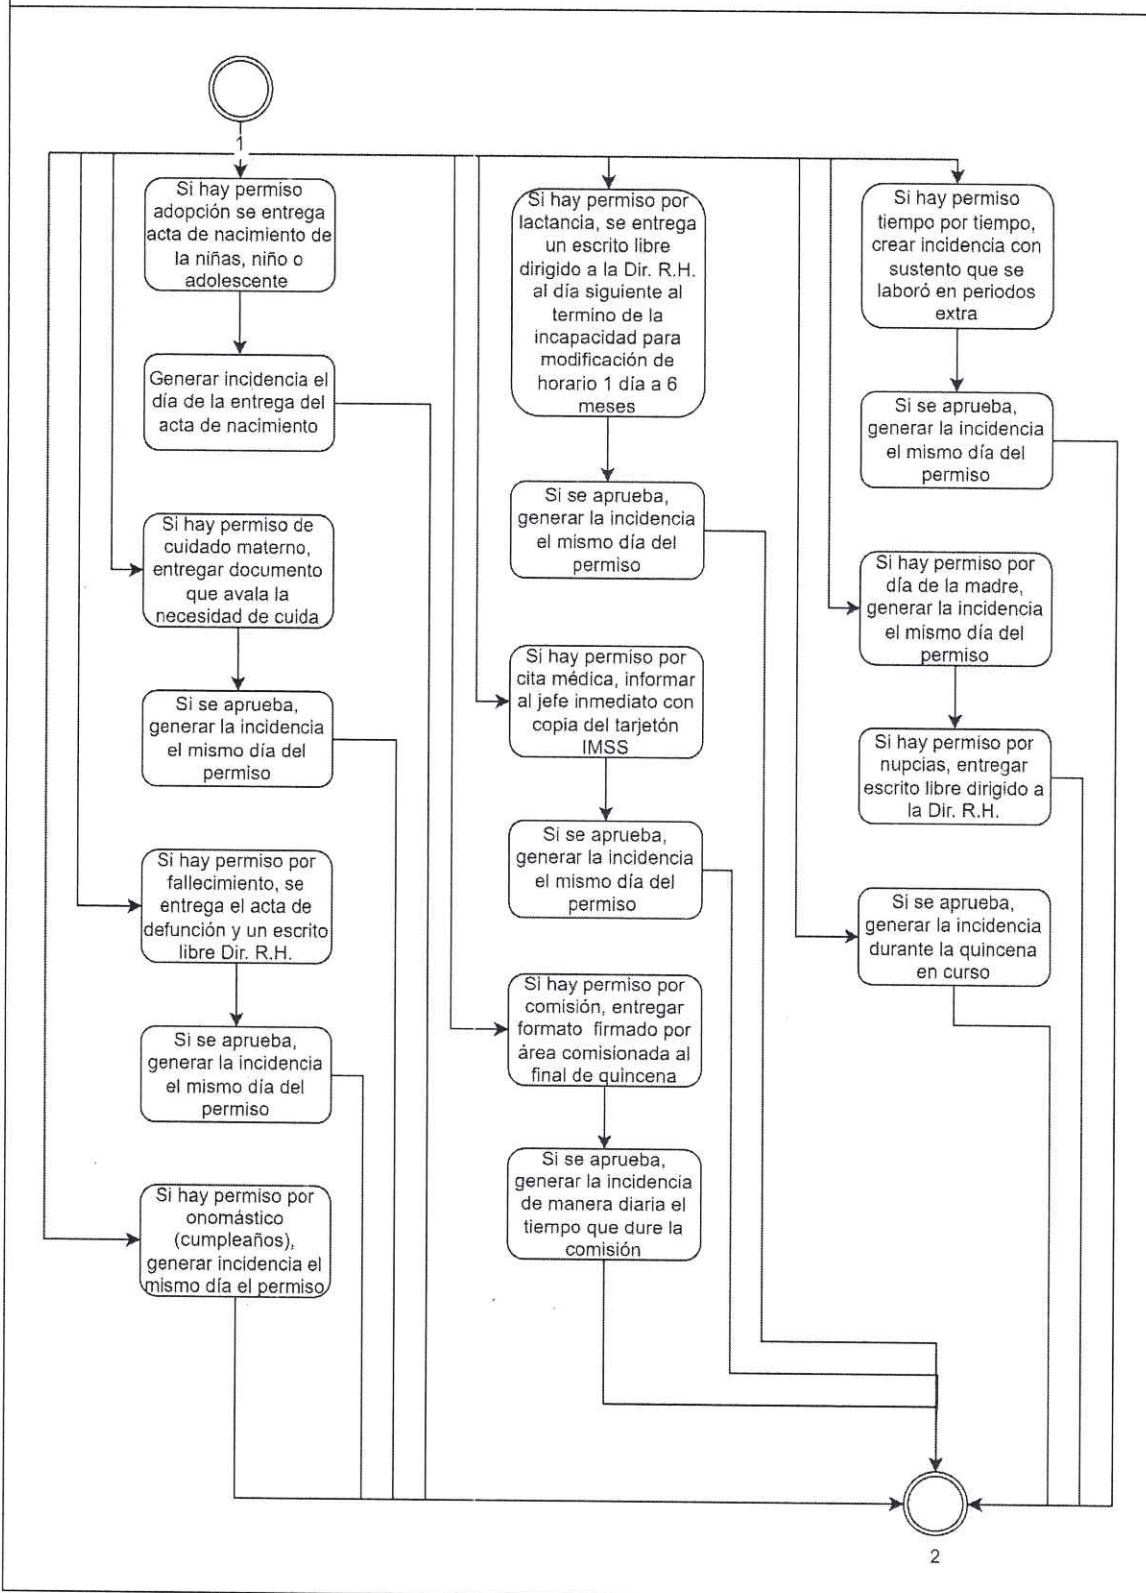 1
Si hay permiso
adopción se entrega
acta de nacimiento de
la niñas, niño o
adolescente
Generar incidencia el
día de la entrega del
acta de nacimiento
Si hay permiso de
cuidado materno,
entregar documento
que avala la
necesidad de cuida
Si se aprueba,
generar la incidencia
el mismo día del
permiso
Si hay permiso por
fallecimiento, se
entrega el acta de
defunción y un escrito
libre Dir. R.H.
Si se aprueba,
generar la incidencia
el mismo día del
permiso
Si hay permiso por
onomástico
(cumpleaños),
generar incidencia el
mismo día el permiso
Si hay permiso por
lactancia, se entrega
un escrito libre
dirigido a la Dir. R.H.
al día siguiente al
termino de la
incapacidad para
modificación de
horario 1 día a 6
meses
Si se aprueba,
generar la incidencia
el mismo día del
permiso
Si hay permiso por
cita médica, informar
al jefe inmediato con
copia del tarjetón
IMSS
Si se aprueba,
generar la incidencia
el mismo día del
permiso
Si hay permiso por
comisión, entregar
formato firmado por
área comisionada al
final de quincena
Si se aprueba,
generar la incidencia
de manera diaria el
tiempo que dure la
comisión
Si hay permiso
tiempo por tiempo,
crear incidencia con
sustento que se
laboró en periodos
extra
Si se aprueba,
generar la incidencia
el mismo día del
permiso
Si hay permiso por
día de la madre,
generar la incidencia
el mismo día del
permiso
Si hay permiso por
nupcias, entregar
escrito libre dirigido a
la Dir. R.H.
Si se aprueba,
generar la incidencia
durante la quincena
en curso
2